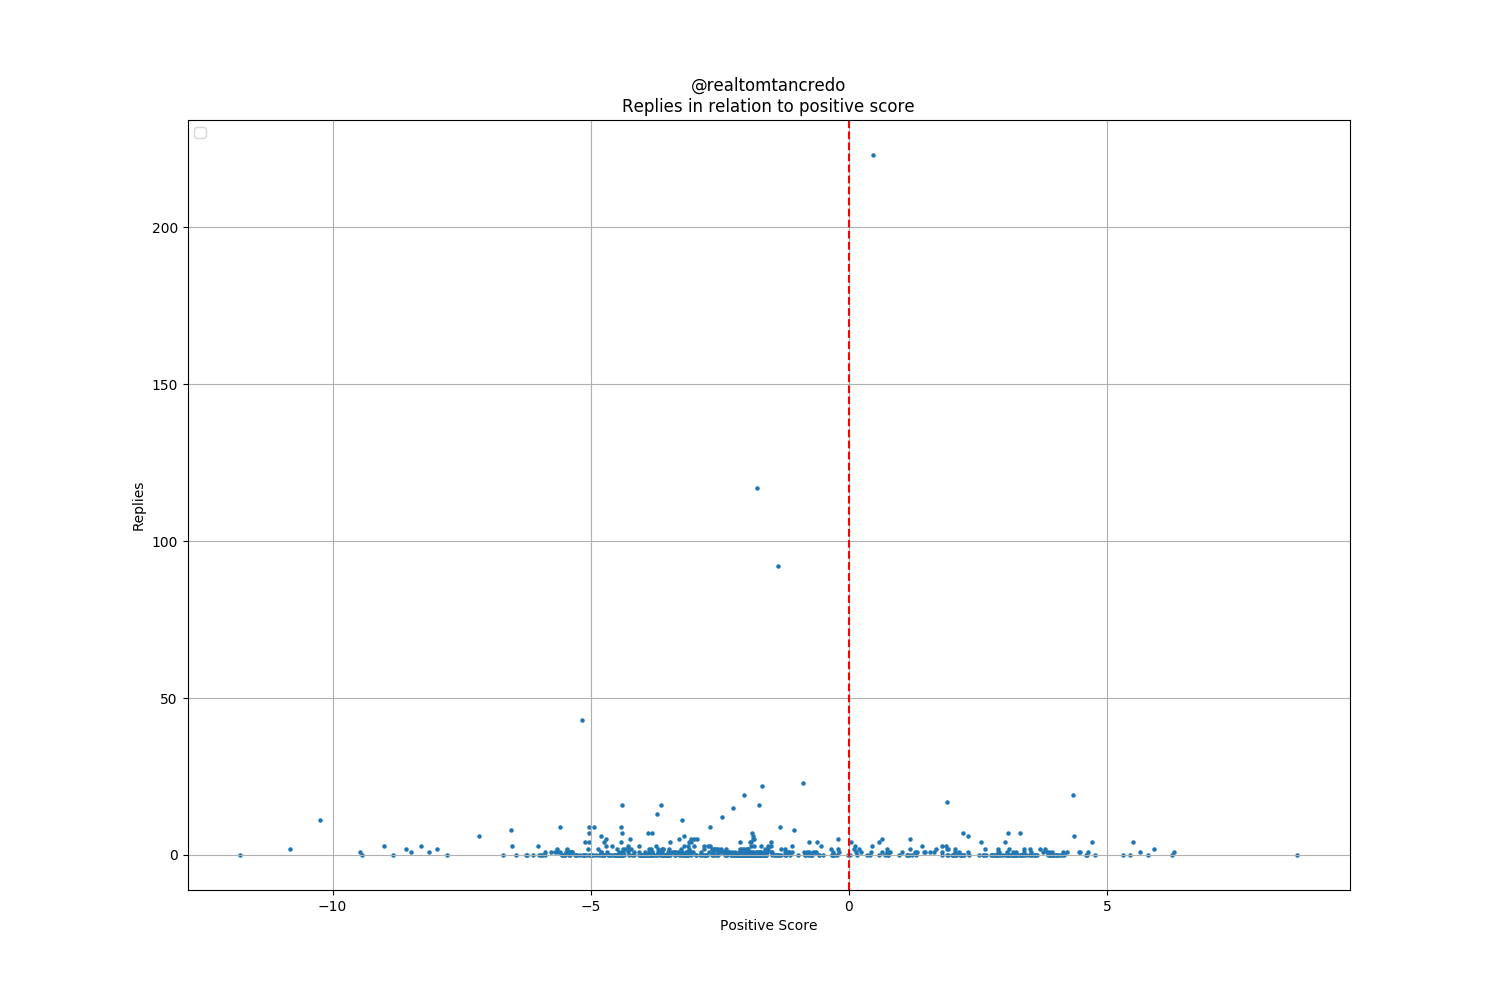 @realtomtancredo
Replies in relation to positive score
200
150
100
50
0
Replies
−10
−5
0
5
Positive Score